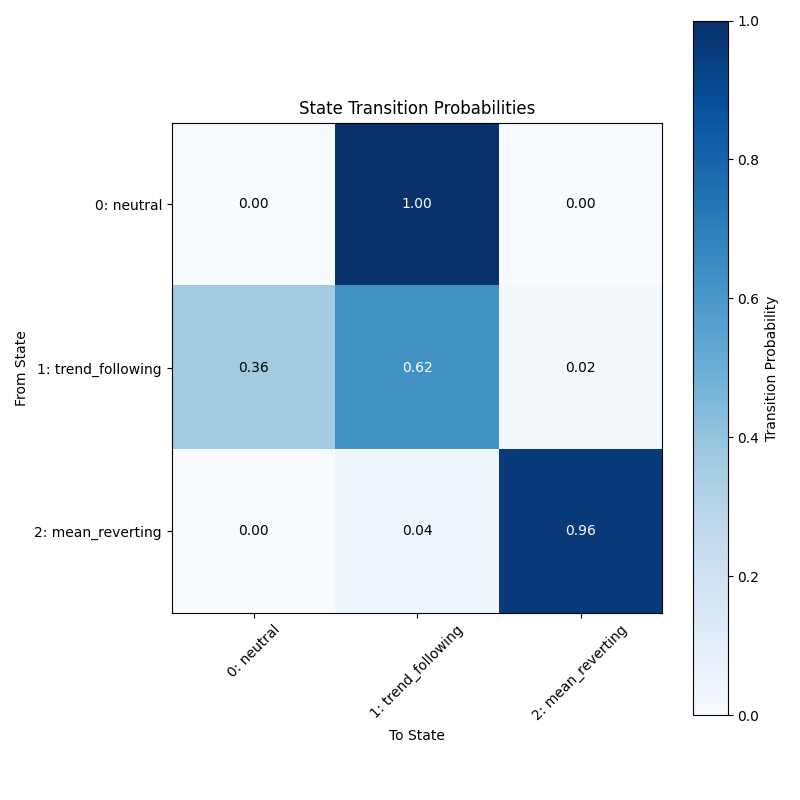 State Transition Probabilities
From State
0: neutral
0.00 1.00 0.00
1: trend_following
0.36 0.62 0.02
2: mean_reverting
0.00 0.04 0.96
0: neutral
1: trend_following
2: mean_reverting
To State
1.0
0.8
0.6
0.4
0.2
0.0
Transition Probability